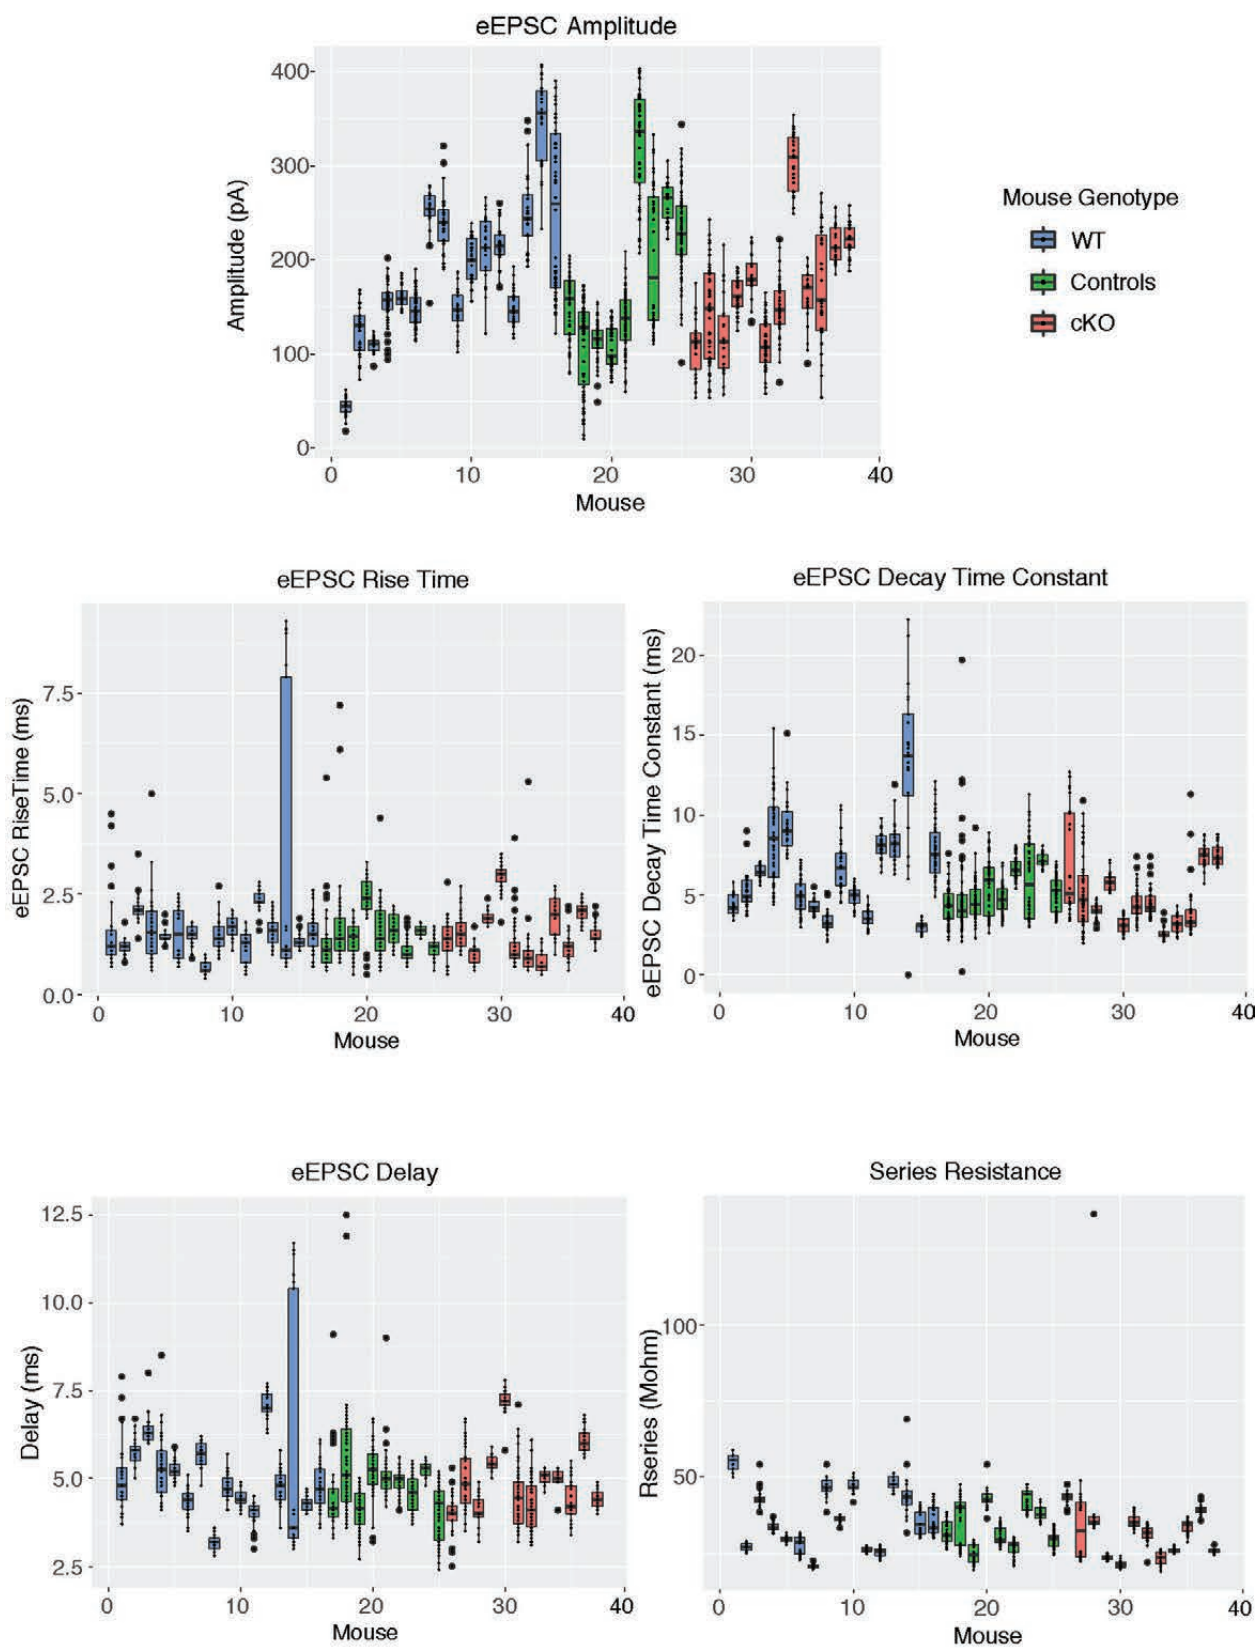 eEPSC Amplitude
400
300
200
100
0
Amplitude (pA)
0 10 20 30 40
Mouse
Mouse Genotype
WT
Controls
cKO
eEPSC Rise Time
7.5
5.0
2.5
0.0
eEPSC RiseTime (ms)
0 10 20 30 40
Mouse
eEPSC Decay Time Constant
20
15
10
5
0
eEPSC Decay Time Constant (ms)
0 10 20 30 40
Mouse
eEPSC Delay
12.5
10.0
7.5
5.0
2.5
Delay (ms)
0 10 20 30 40
Mouse
Series Resistance
100
50
Rseries (Mohm)
0 10 20 30 40
Mouse